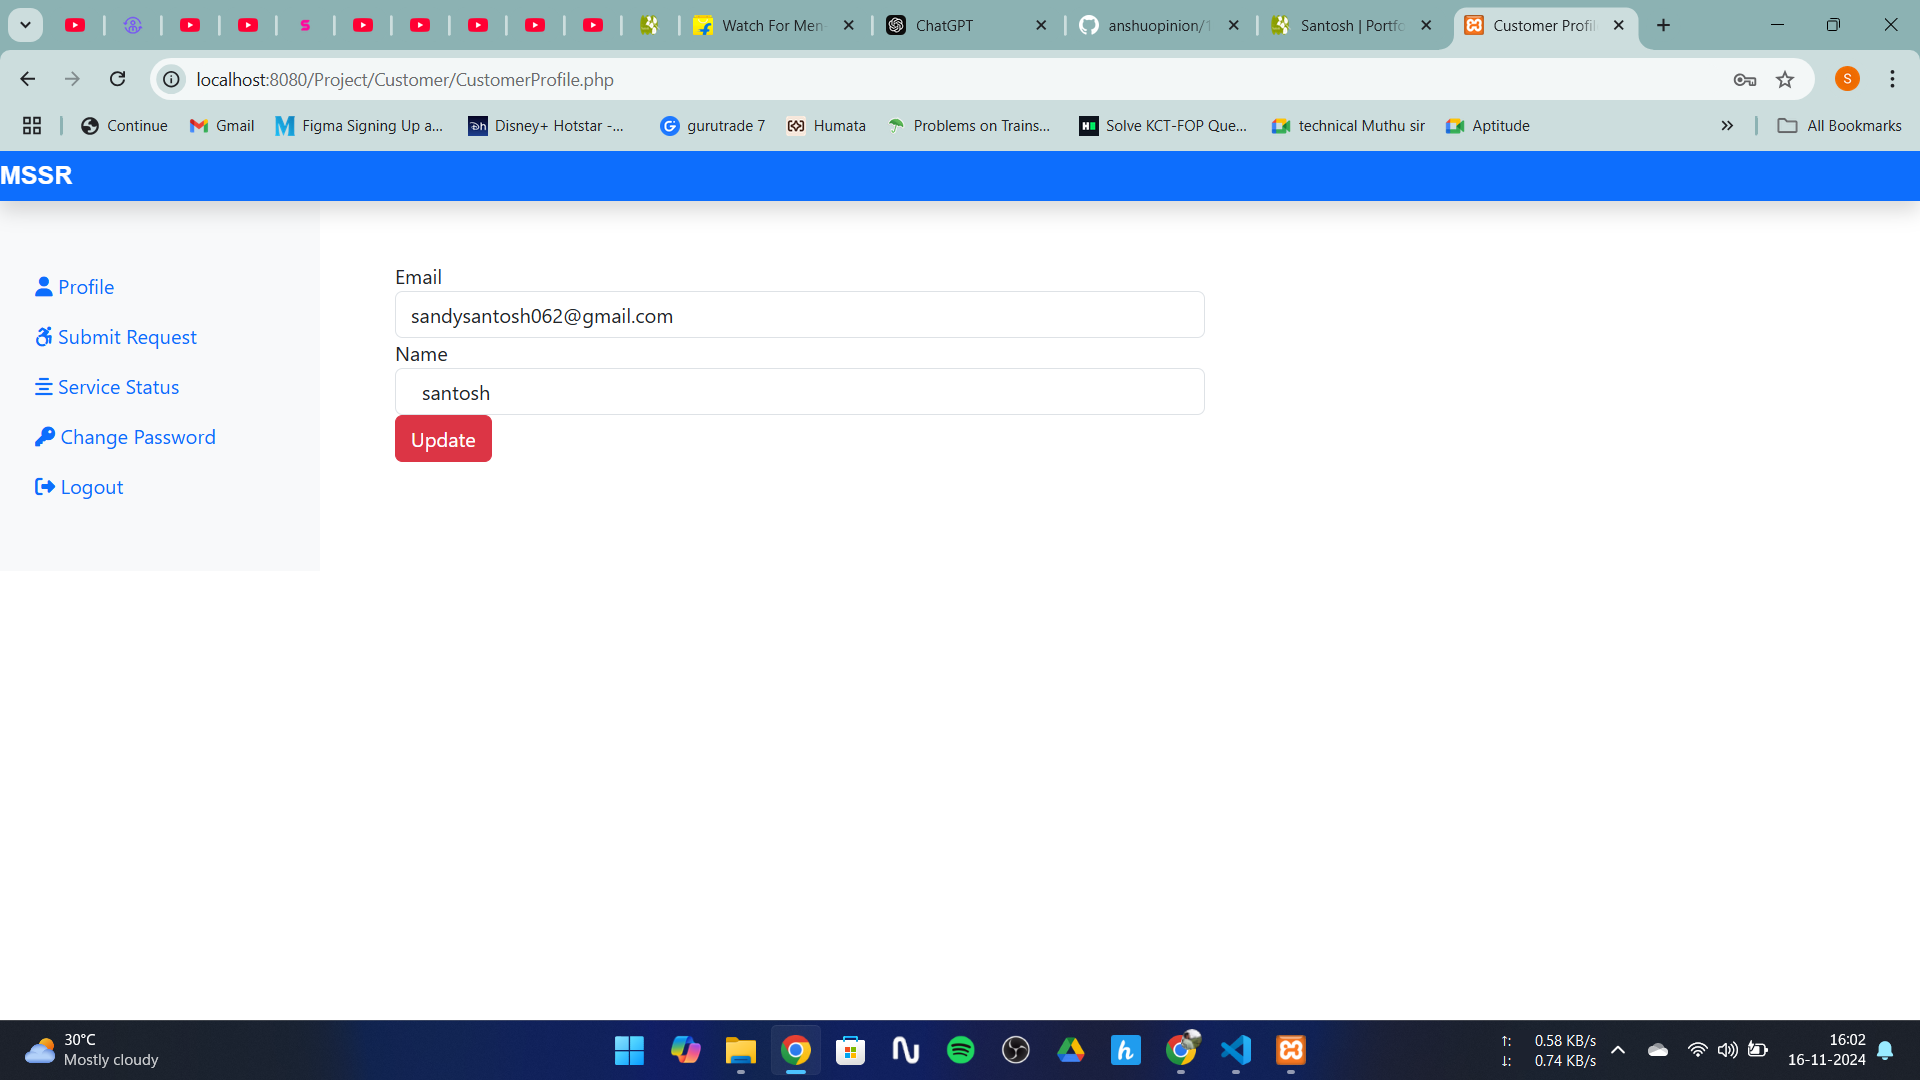 Watch For Men
ChatGPT
anshuopinion/1
Santosh | Portfo
Customer Profil
localhost:8080/Project/Customer/CustomerProfile.php
S
Continue
Gmail
Figma Signing Up a...
Disney+ Hotstar -...
gurutrade 7
Humata
Problems on Trains...
Solve KCT-FOP Que...
technical Muthu sir
Aptitude
All Bookmarks
MSSR
Profile
Submit Request
Service Status
Change Password
Logout
Email
sandysantosh062@gmail.com
Name
santosh
Update
30°C
Mostly cloudy
0.58 KB/s
0.74 KB/s
16:02
16-11-2024